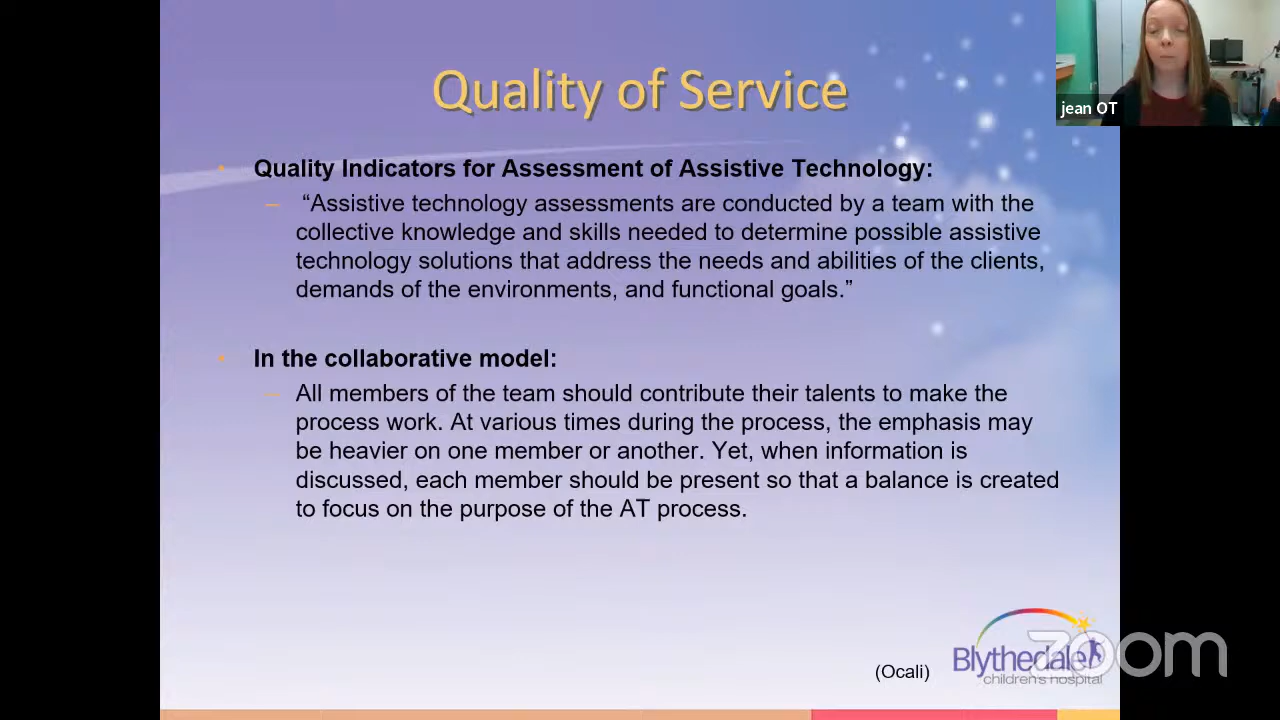 Quality of Service
jean OT
Quality Indicators for Assessment of Assistive Technology:
– “Assistive technology assessments are conducted by a team with the
collective knowledge and skills needed to determine possible assistive
technology solutions that address the needs and abilities of the clients,
demands of the environments, and functional goals.”
In the collaborative model:
– All members of the team should contribute their talents to make the
process work. At various times during the process, the emphasis may
be heavier on one member or another. Yet, when information is
discussed, each member should be present so that a balance is created
to focus on the purpose of the AT process.
(Ocali)
Blythedale
children's hospital
zoom